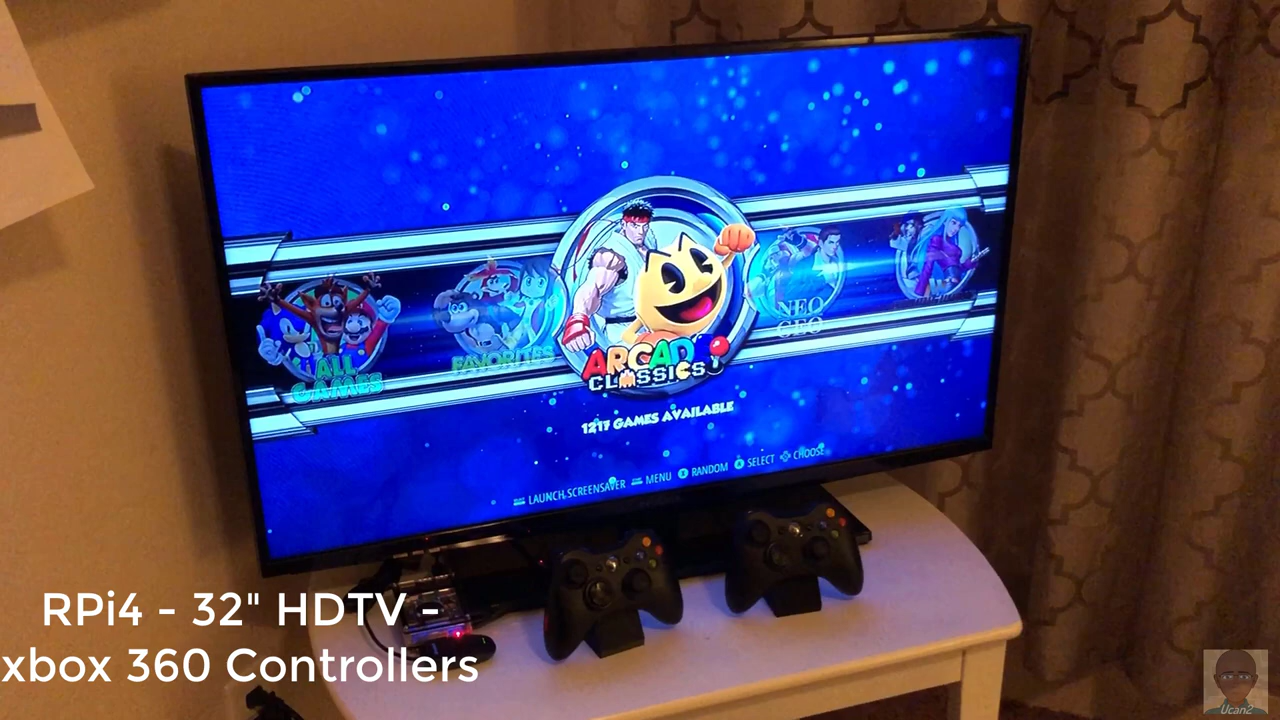 ALL
GAMES
FAVORITES
ARCADE
CLASSICS
NEO
GEO
1217 GAMES AVAILABLE
LAUNCH SCREENSAVER MENU RANDOM SELECT CHOOSE
RPi4 - 32" HDTV -
xbox 360 Controllers
Ucan2